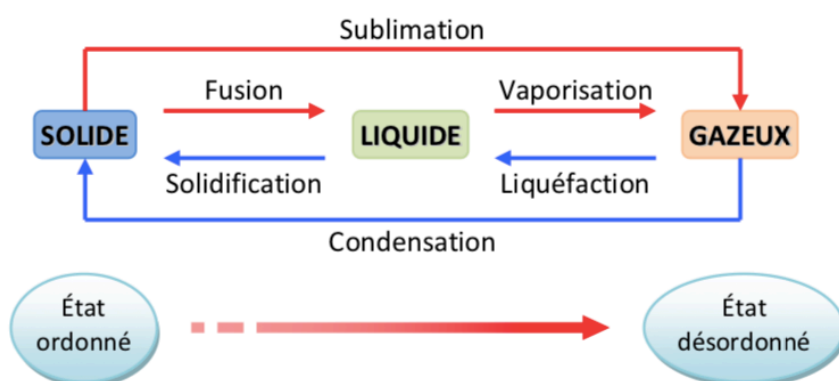 Sublimation
Fusion
Vaporisation
SOLIDE
LIQUIDE
GAZEUX
Solidification
Liquéfaction
Condensation
État
ordonné
État
désordonné